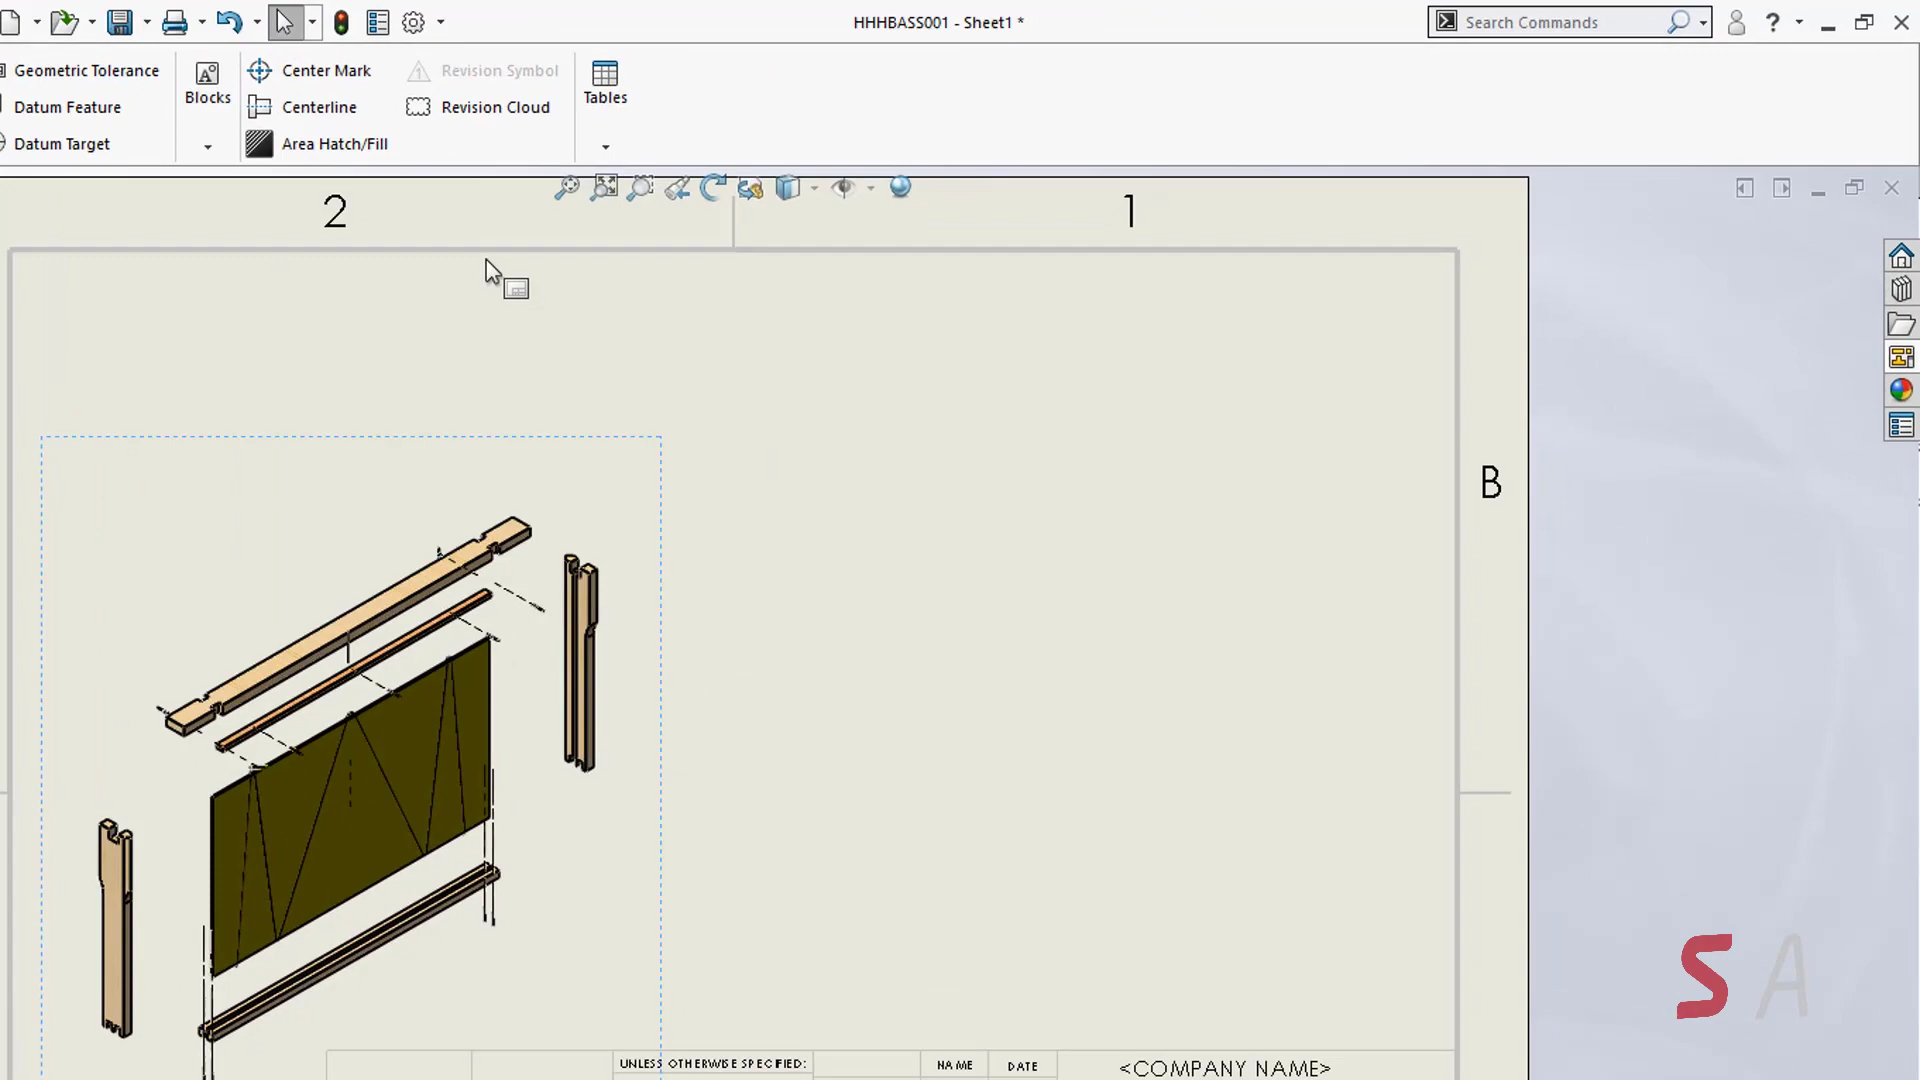 HHHBASS001 - Sheet1 *
Search Commands
?
Geometric Tolerance
Datum Feature
Datum Target
Blocks
Center Mark
Centerline
Area Hatch/Fill
Revision Symbol
Revision Cloud
Tables
2
1
B
UNLESS OTHERWISE SPECIFIED:
NAME
DATE
<COMPANY NAME>
S A